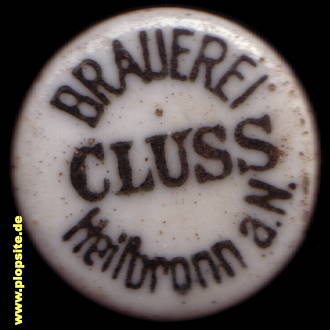 BRAUEREI
CLUSS
Heilbronn a.N.
www.plopsite.de